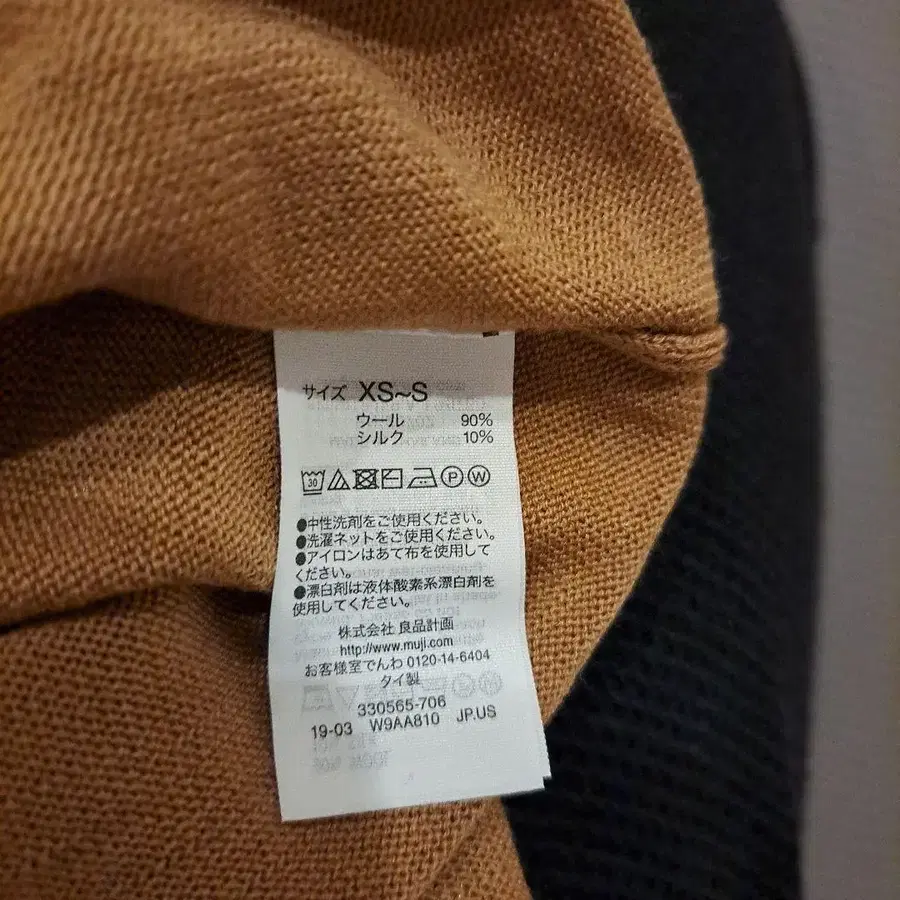 サイズ XS~S
ウール 90%
シルク 10%
30 P W
●中性洗剤をご使用ください。
●洗濯ネットをご使用ください。
●アイロンはあて布を使用して
ください。
●漂白剤は液体酸素系漂白剤を
使用してください。
株式会社 良品計画
http://www.muji.com
お客様室でんわ 0120-14-6404
タイ製
330565-706
19-03 W9AA810 JP.US